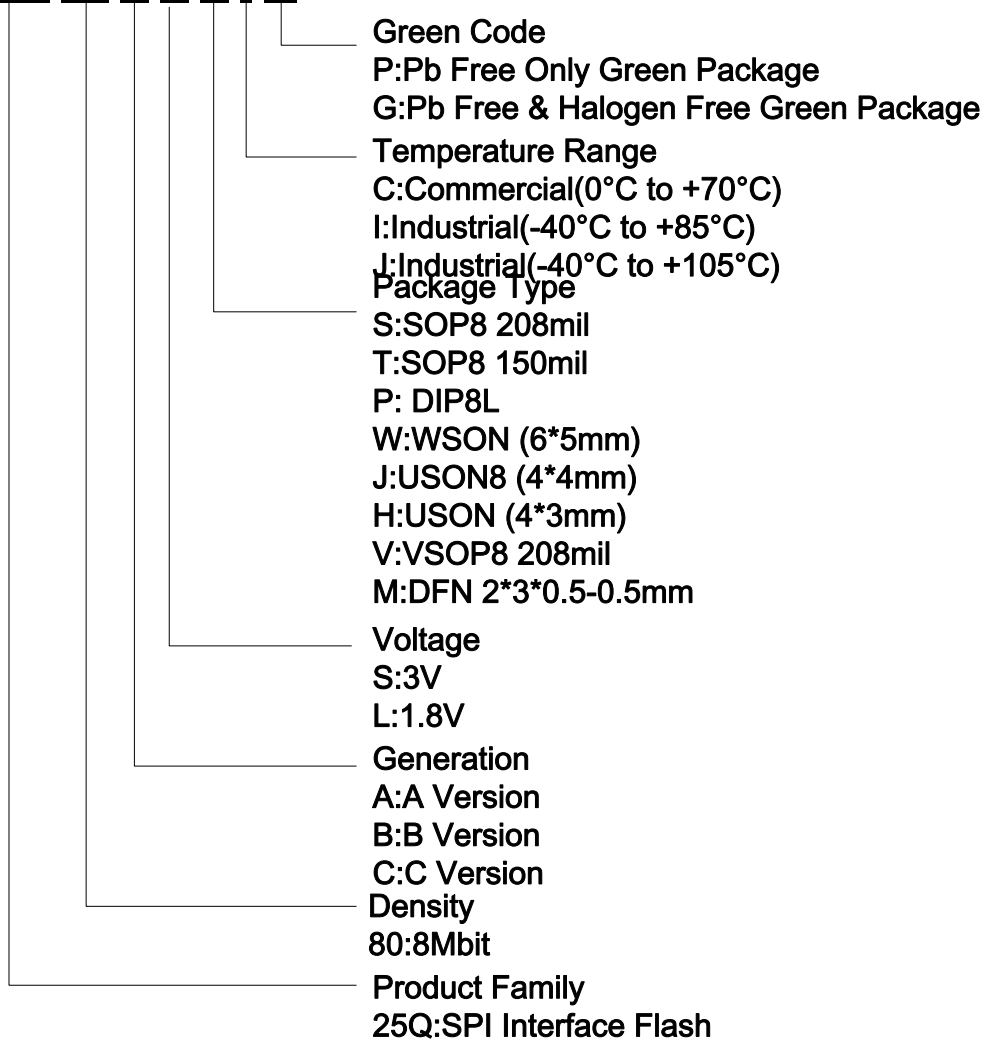 Green Code
P:Pb Free Only Green Package
G:Pb Free & Halogen Free Green Package
Temperature Range
C:Commercial(0°C to +70°C)
I:Industrial(-40°C to +85°C)
J:Industrial(-40°C to +105°C)
Package Type
S:SOP8 208mil
T:SOP8 150mil
P: DIP8L
W:WSON (6*5mm)
J:USON8 (4*4mm)
H:USON (4*3mm)
V:VSOP8 208mil
M:DFN 2*3*0.5-0.5mm
Voltage
S:3V
L:1.8V
Generation
A:A Version
B:B Version
C:C Version
Density
80:8Mbit
Product Family
25Q:SPI Interface Flash